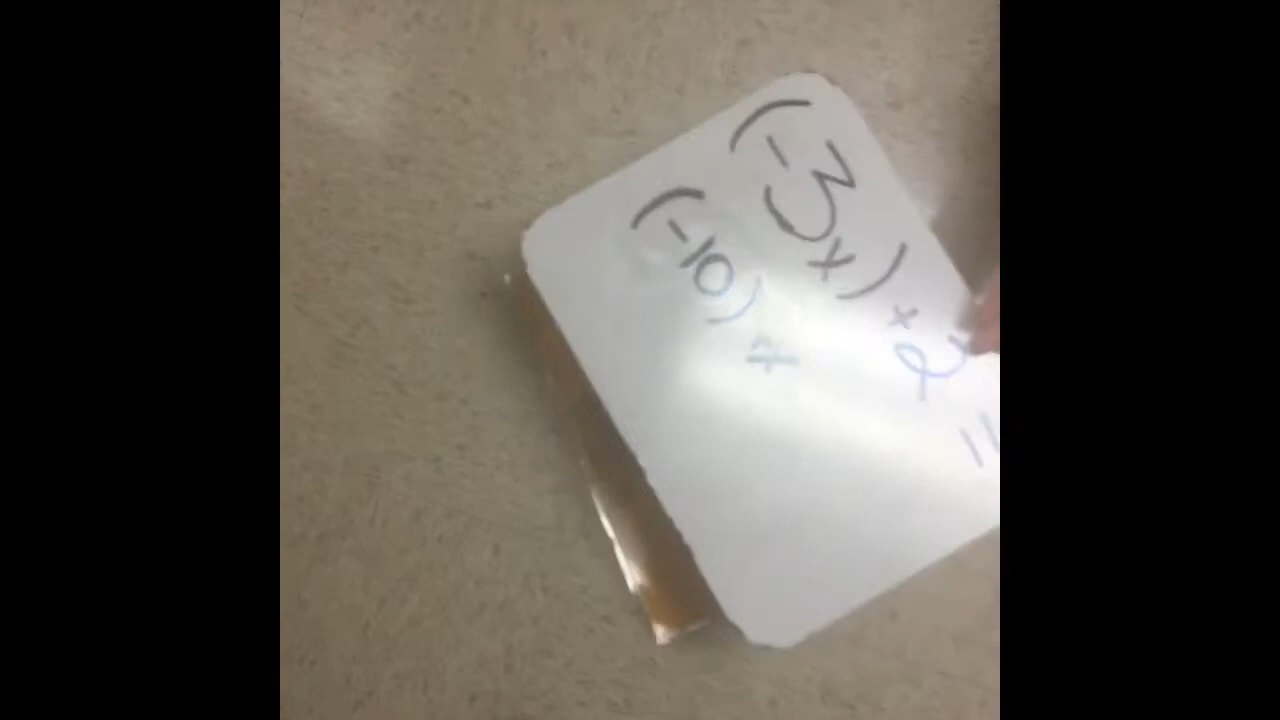 (-3x) + 2 =
(-10) +